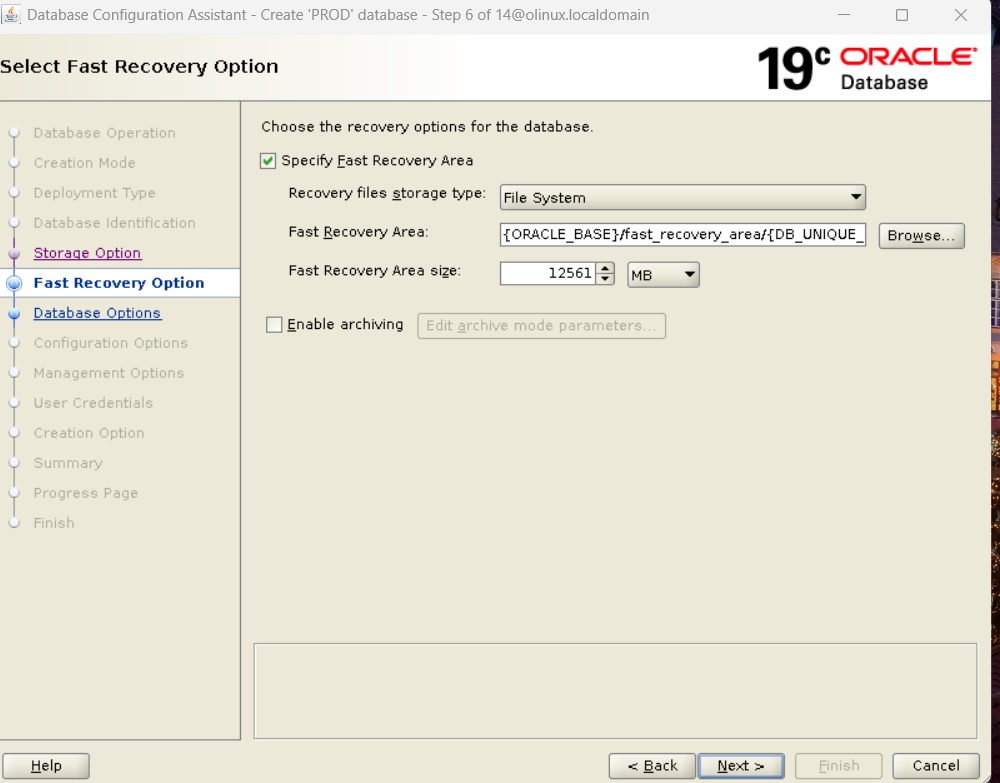 Database Configuration Assistant - Create 'PROD' database - Step 6 of 14@olinux.localdomain
Select Fast Recovery Option
19c ORACLE
Database
Database Operation
Creation Mode
Deployment Type
Database Identification
Storage Option
Fast Recovery Option
Database Options
Configuration Options
Management Options
User Credentials
Creation Option
Summary
Progress Page
Finish
Choose the recovery options for the database.
Specify Fast Recovery Area
Recovery files storage type: File System
Fast Recovery Area: {ORACLE_BASE}/fast_recovery_area/{DB_UNIQUE_ Browse...
Fast Recovery Area size: 12561 MB
Enable archiving Edit archive mode parameters...
Help < Back Next > Finish Cancel